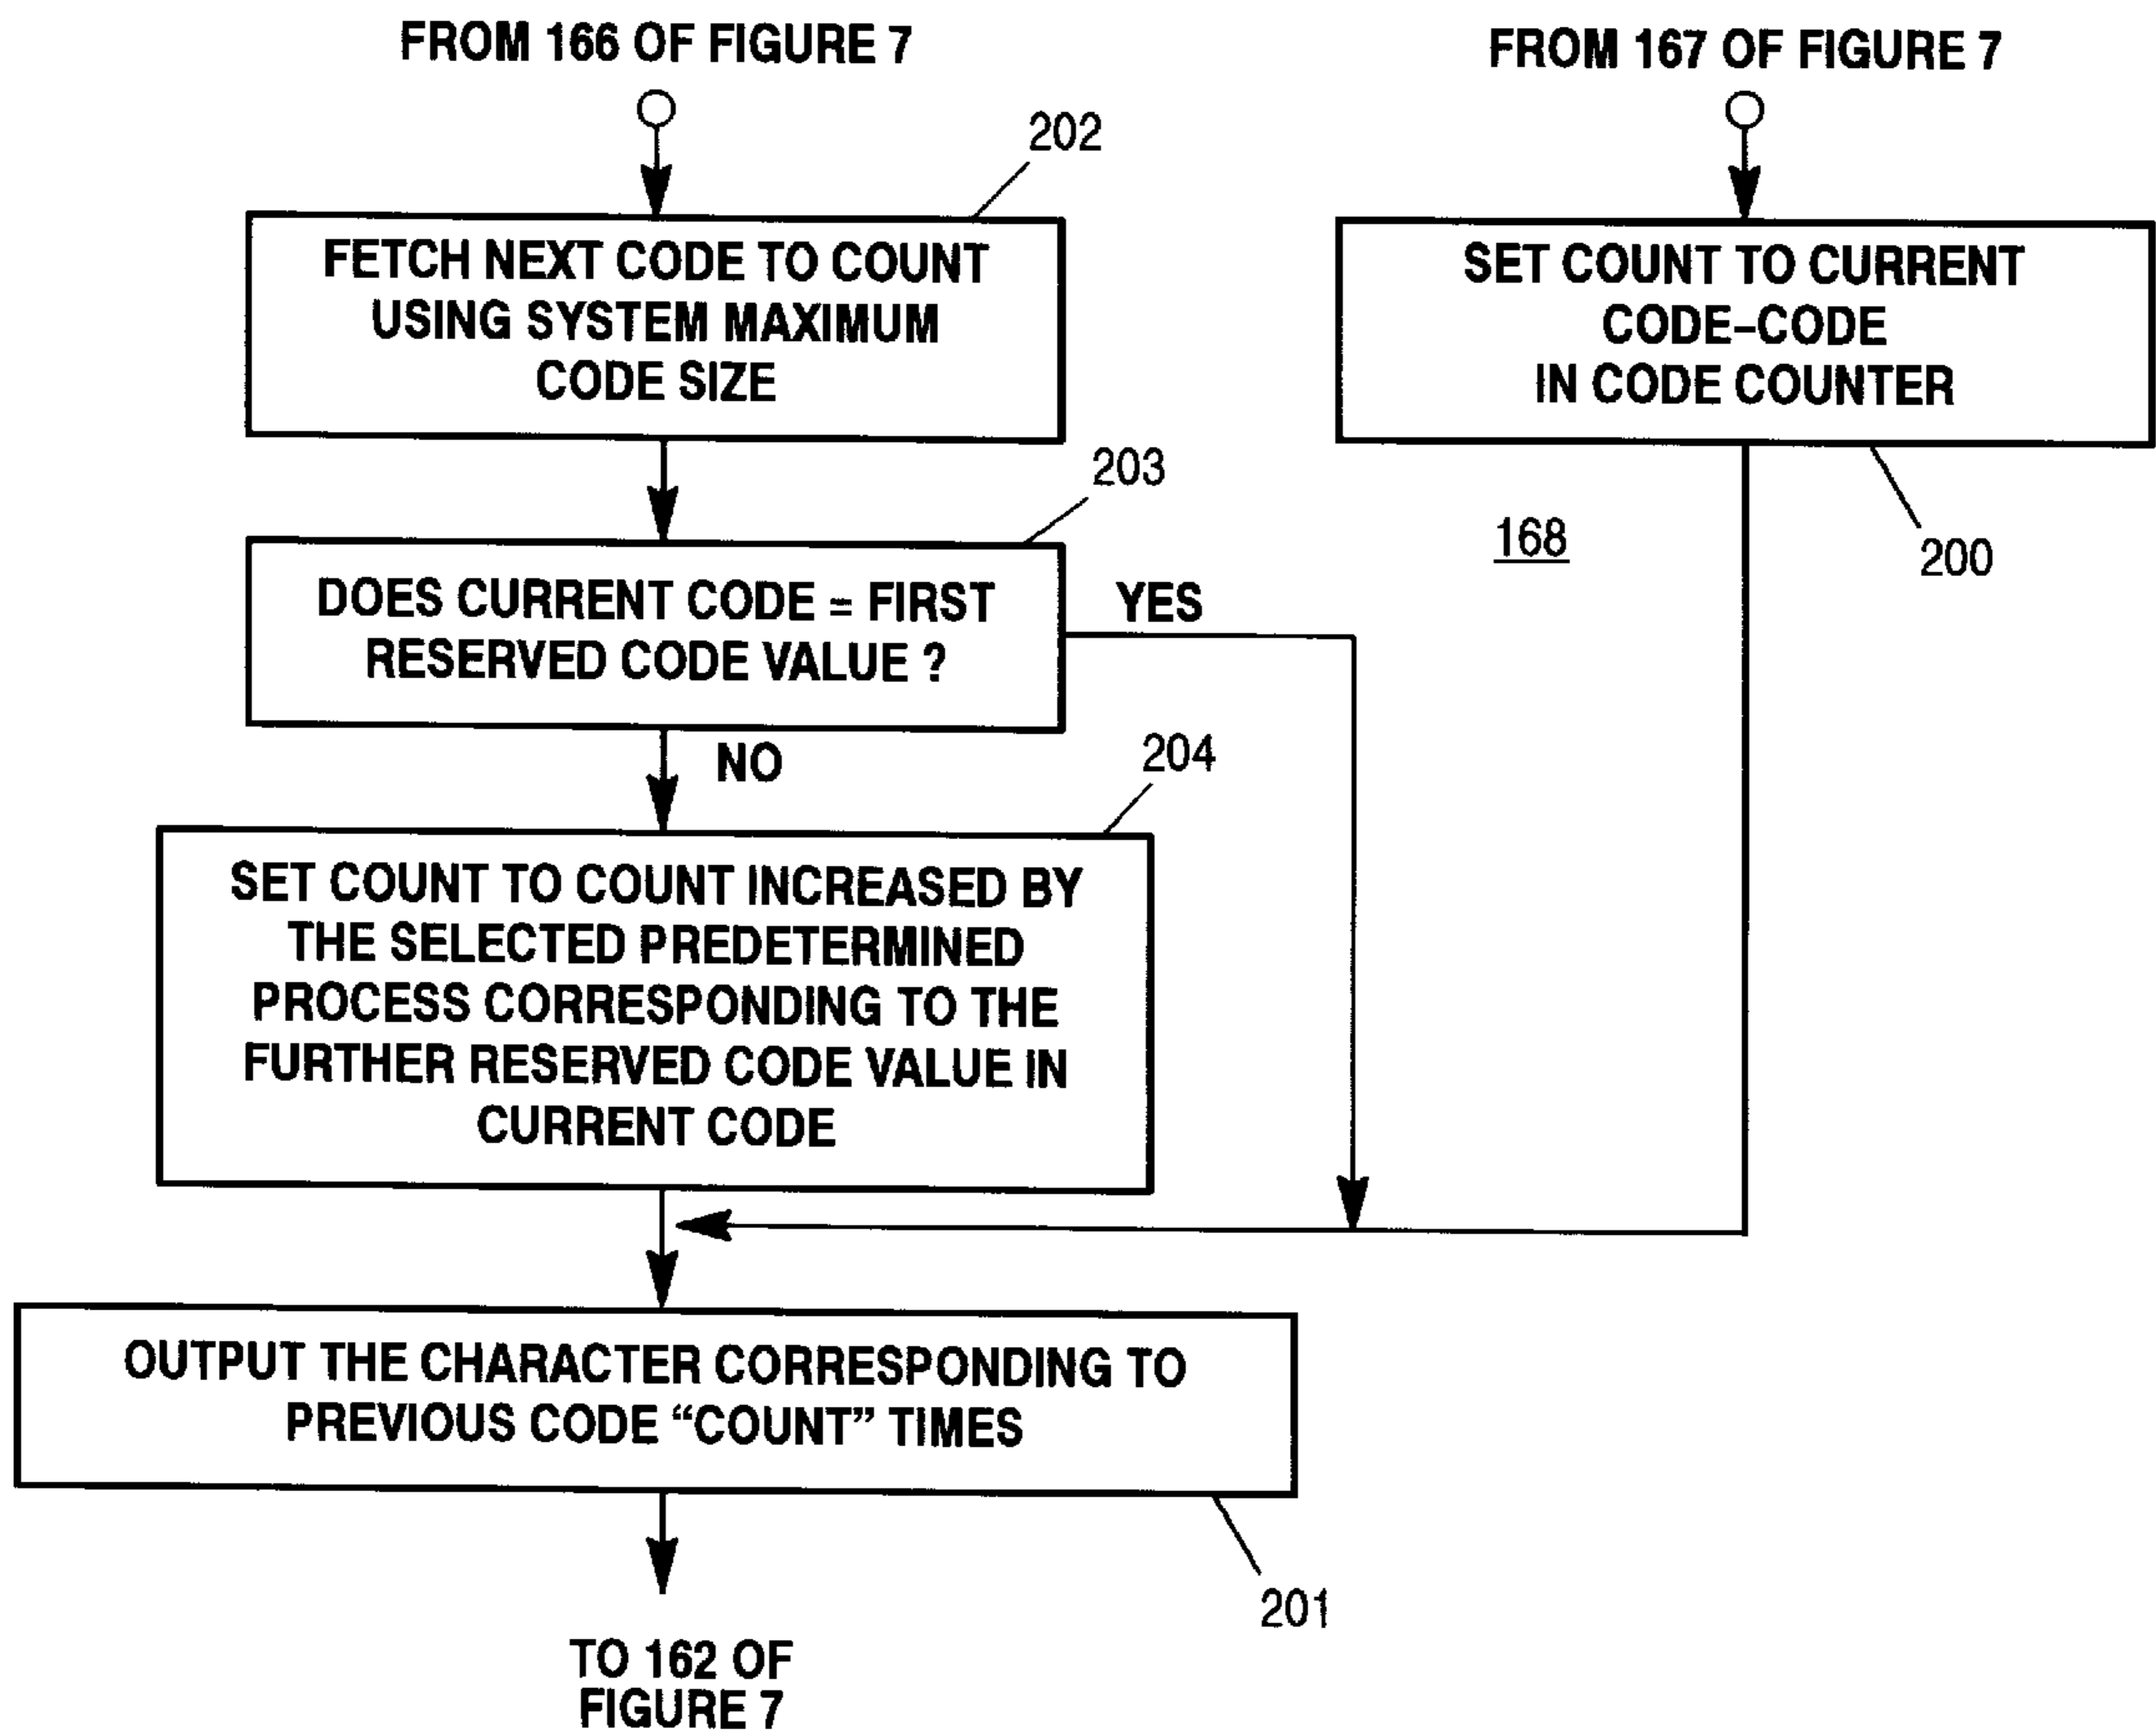 FROM 166 OF FIGURE 7
FROM 167 OF FIGURE 7
202
FETCH NEXT CODE TO COUNT
USING SYSTEM MAXIMUM
CODE SIZE
SET COUNT TO CURRENT
CODE-CODE
IN CODE COUNTER
200
168
203
DOES CURRENT CODE = FIRST
RESERVED CODE VALUE ?
YES
NO
204
SET COUNT TO COUNT INCREASED BY
THE SELECTED PREDETERMINED
PROCESS CORRESPONDING TO THE
FURTHER RESERVED CODE VALUE IN
CURRENT CODE
OUTPUT THE CHARACTER CORRESPONDING TO
PREVIOUS CODE “COUNT” TIMES
201
TO 162 OF
FIGURE 7